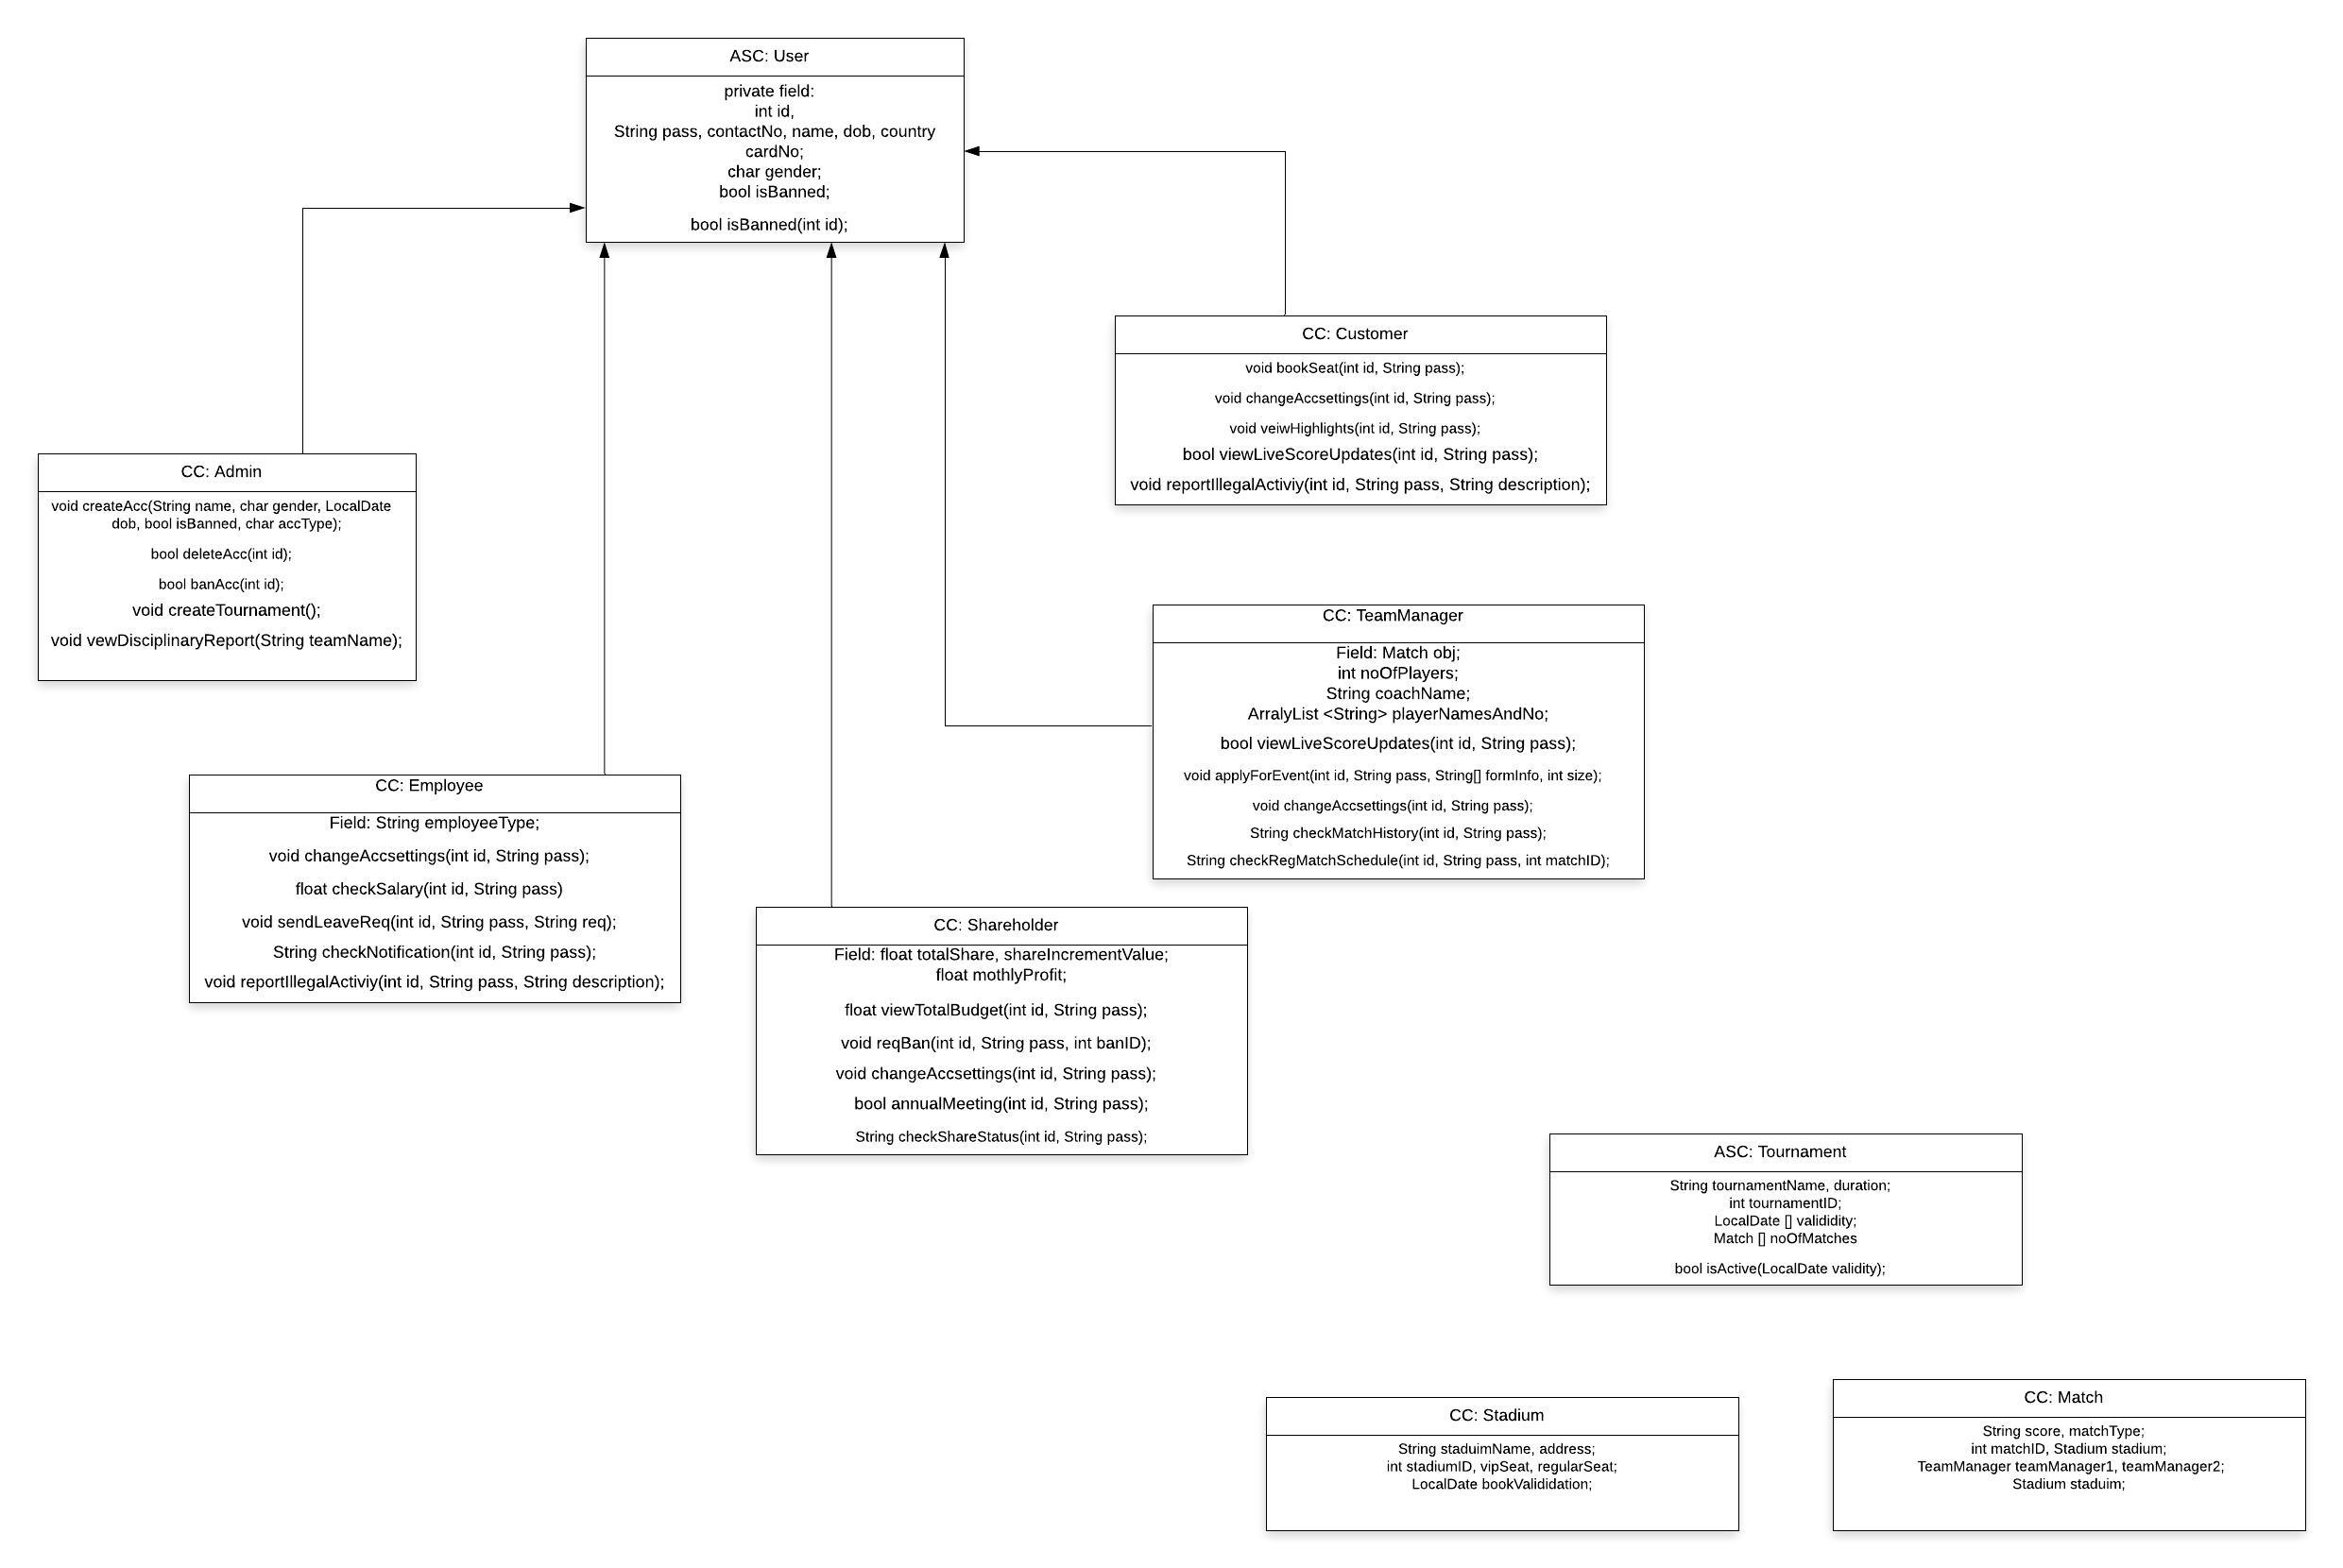 ASC: User
private field:
int id,
String pass, contactNo, name, dob, country
cardNo;
char gender;
bool isBanned;
bool isBanned(int id);
CC: Customer
void bookSeat(int id, String pass);
void changeAccsettings(int id, String pass);
void veiwHighlights(int id, String pass);
bool viewLiveScoreUpdates(int id, String pass);
void reportIllegalActiviy(int id, String pass, String description);
CC: Admin
void createAcc(String name, char gender, LocalDate
dob, bool isBanned, char accType);
bool deleteAcc(int id);
bool banAcc(int id);
void createTournament();
void vewDisciplinaryReport(String teamName);
CC: TeamManager
Field: Match obj;
int noOfPlayers;
String coachName;
ArralyList <String> playerNamesAndNo;
bool viewLiveScoreUpdates(int id, String pass);
void applyForEvent(int id, String pass, String[] formInfo, int size);
void changeAccsettings(int id, String pass);
String checkMatchHistory(int id, String pass);
String checkRegMatchSchedule(int id, String pass, int matchID);
CC: Employee
Field: String employeeType;
void changeAccsettings(int id, String pass);
float checkSalary(int id, String pass)
void sendLeaveReq(int id, String pass, String req);
String checkNotification(int id, String pass);
void reportIllegalActiviy(int id, String pass, String description);
CC: Shareholder
Field: float totalShare, shareIncrementValue;
float mothlyProfit;
float viewTotalBudget(int id, String pass);
void reqBan(int id, String pass, int banID);
void changeAccsettings(int id, String pass);
bool annualMeeting(int id, String pass);
String checkShareStatus(int id, String pass);
ASC: Tournament
String tournamentName, duration;
int tournamentID;
LocalDate [] valididity;
Match [] noOfMatches
bool isActive(LocalDate validity);
CC: Stadium
String staduimName, address;
int stadiumID, vipSeat, regularSeat;
LocalDate bookValididation;
CC: Match
String score, matchType;
int matchID, Stadium stadium;
TeamManager teamManager1, teamManager2;
Stadium staduim;